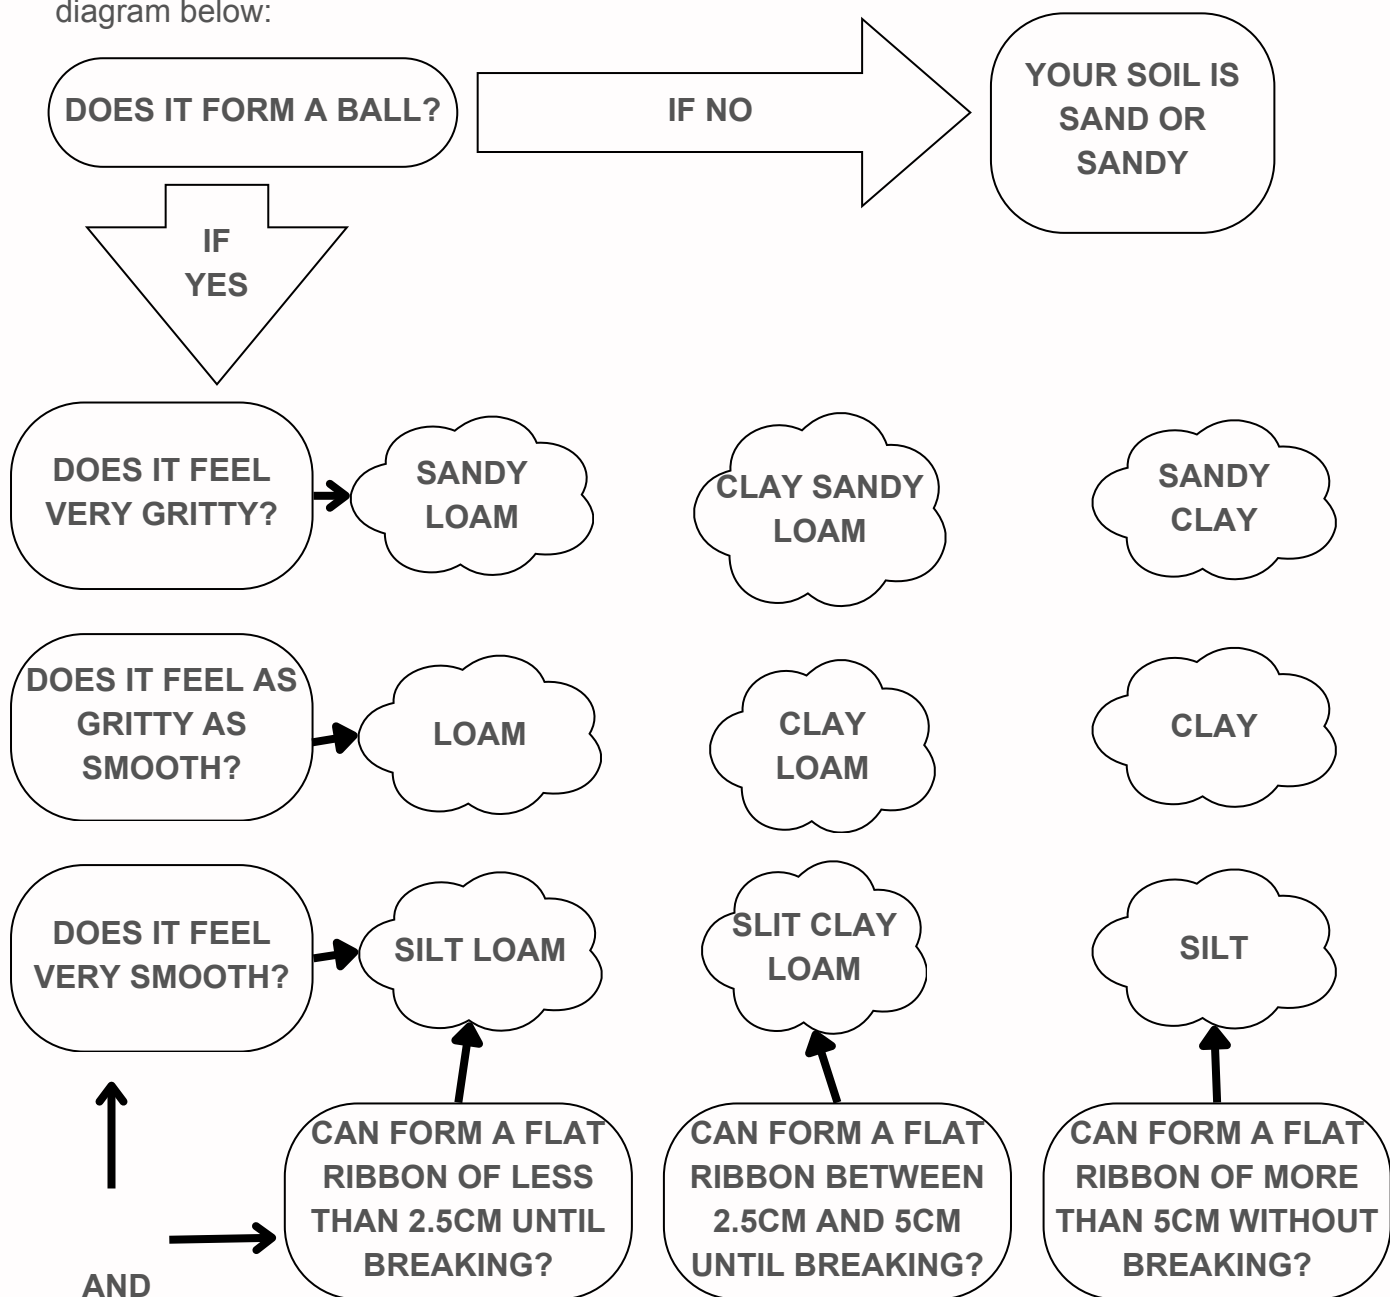 diagram below:
DOES IT FORM A BALL?
IF NO
YOUR SOIL IS
SAND OR
SANDY
IF
YES
DOES IT FEEL
VERY GRITTY?
SANDY
LOAM
CLAY SANDY
LOAM
SANDY
CLAY
DOES IT FEEL AS
GRITTY AS
SMOOTH?
LOAM
CLAY
LOAM
CLAY
DOES IT FEEL
VERY SMOOTH?
SILT LOAM
SLIT CLAY
LOAM
SILT
AND
CAN FORM A FLAT
RIBBON OF LESS
THAN 2.5CM UNTIL
BREAKING?
CAN FORM A FLAT
RIBBON BETWEEN
2.5CM AND 5CM
UNTIL BREAKING?
CAN FORM A FLAT
RIBBON OF MORE
THAN 5CM WITHOUT
BREAKING?